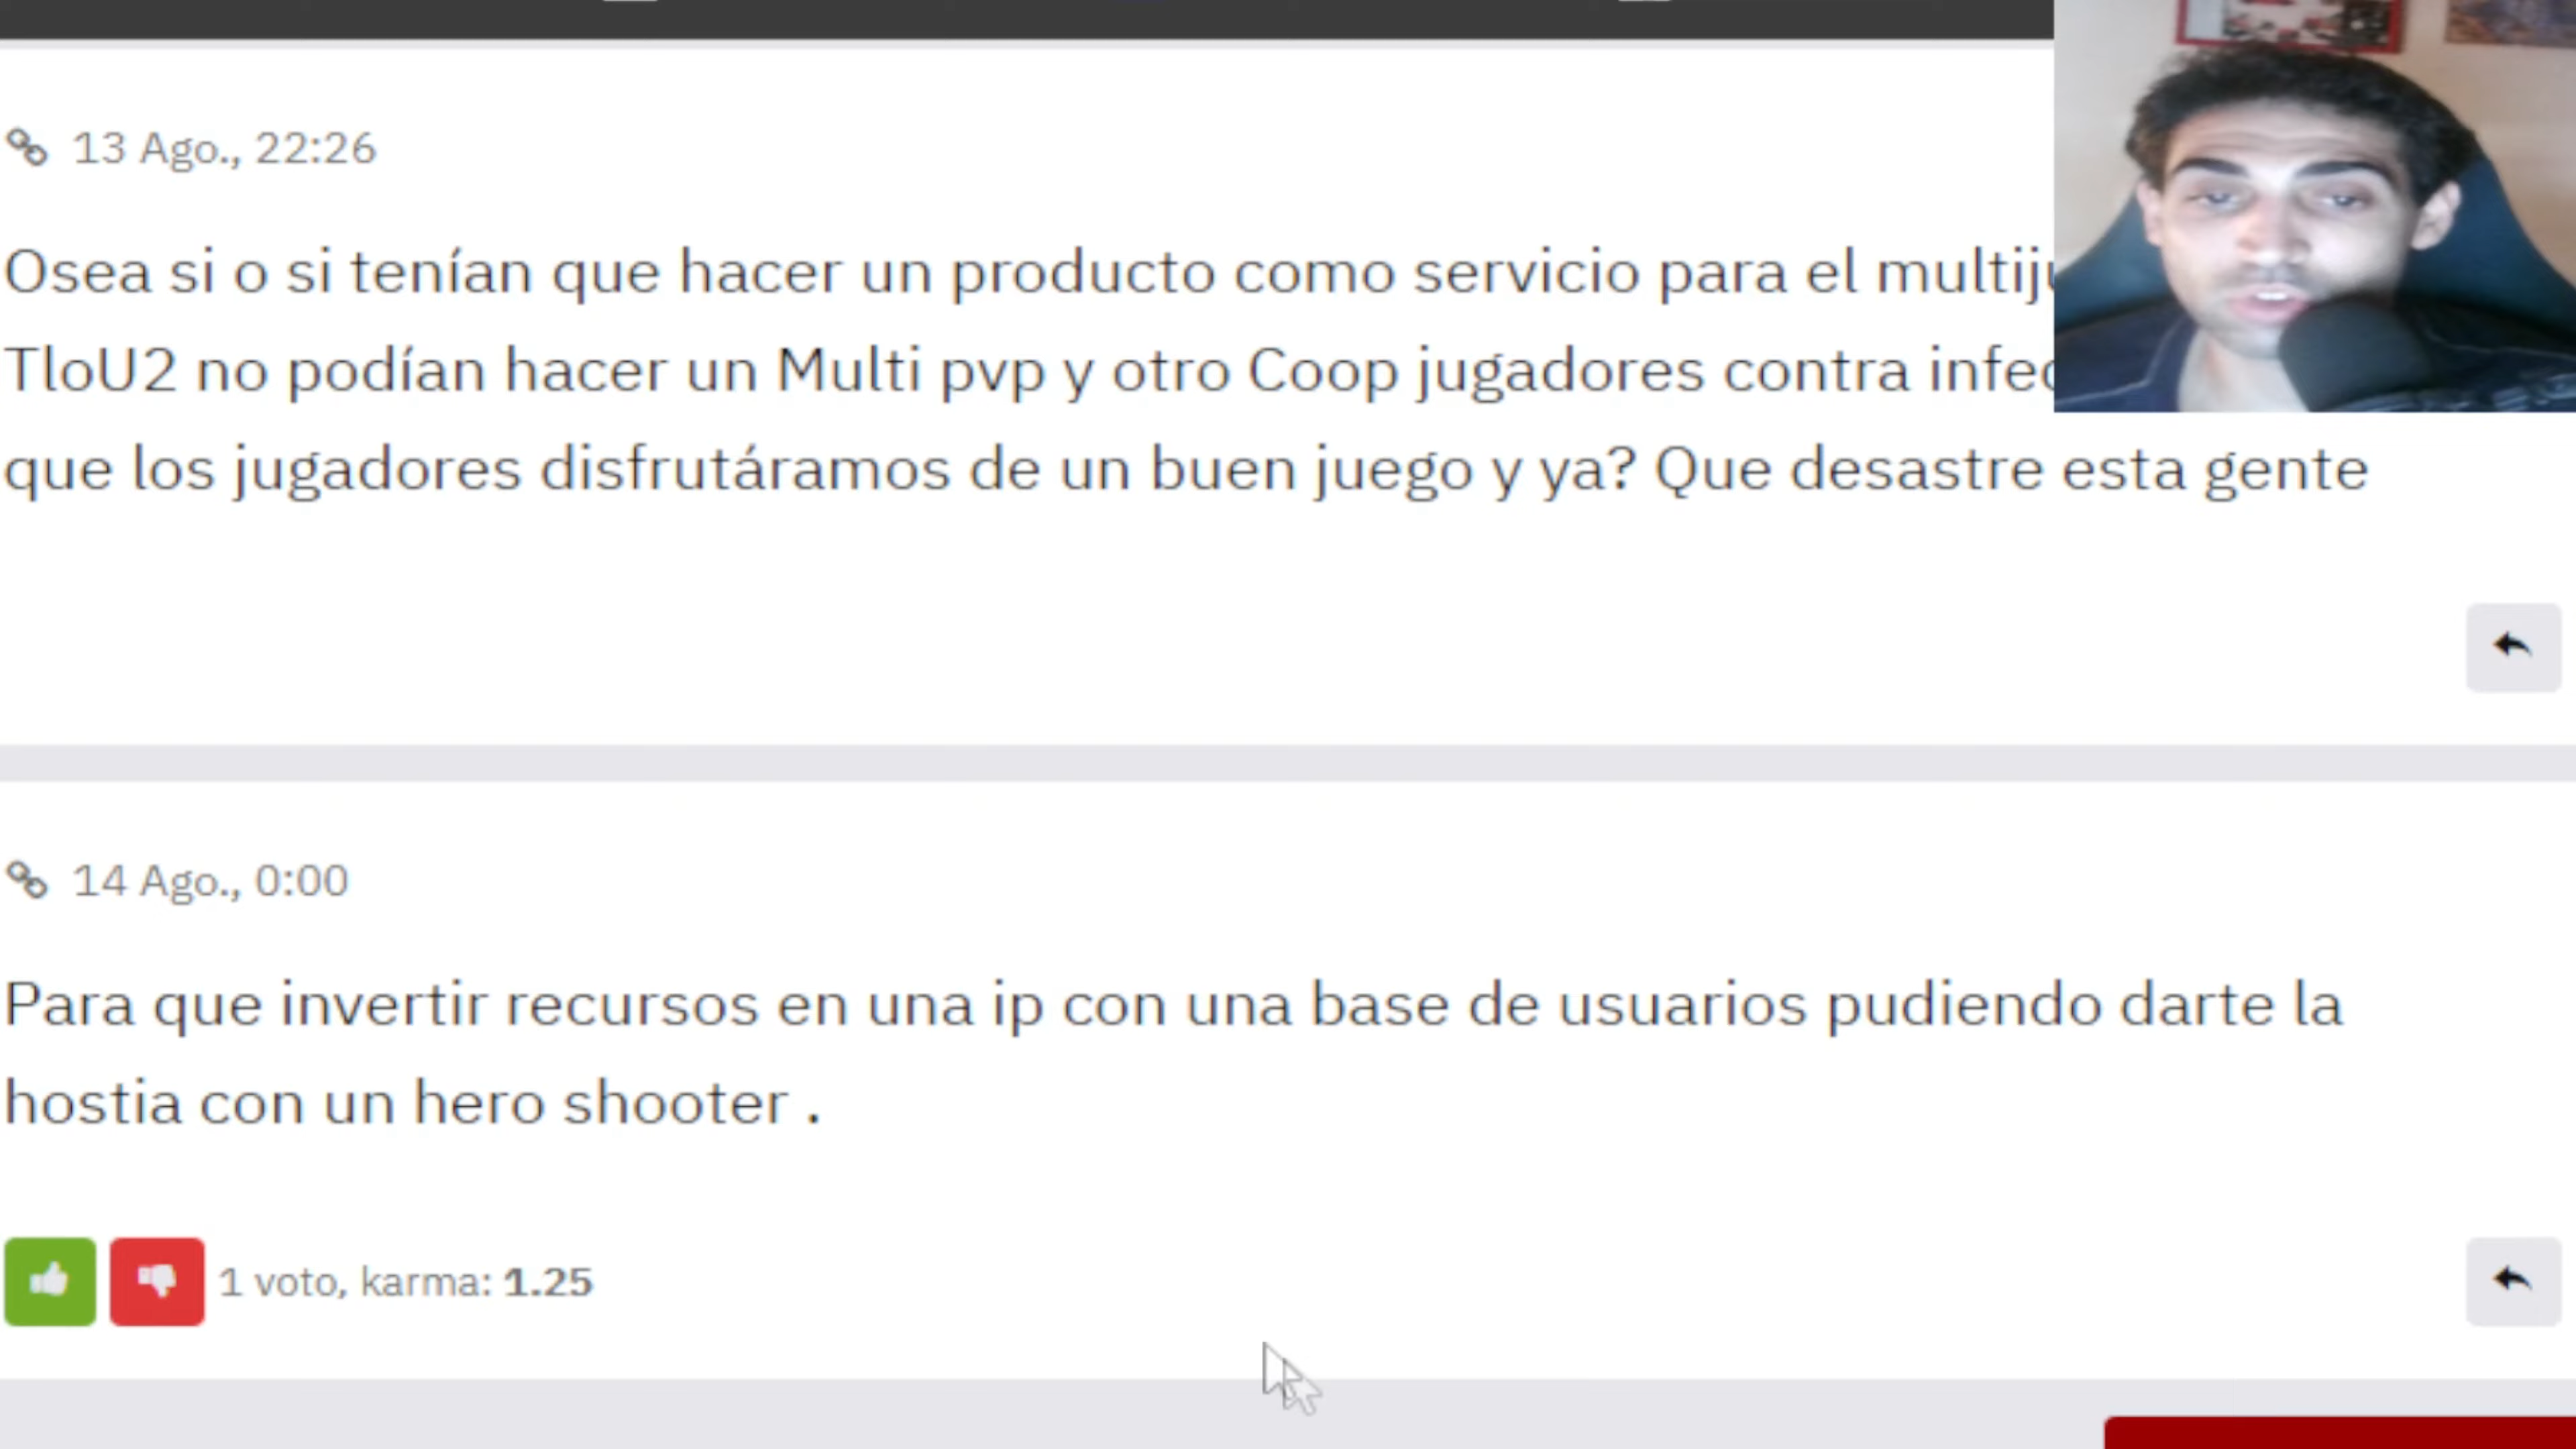 13 Ago., 22:26
Osea si o si tenían que hacer un producto como servicio para el
TloU2 no podían hacer un Multi pvp y otro Coop jugadores contra
que los jugadores disfrutáramos de un buen juego y ya? Que desastre esta gente
14 Ago., 0:00
Para que invertir recursos en una ip con una base de usuarios pudiendo darte la
hostia con un hero shooter .
1 voto, karma: 1.25